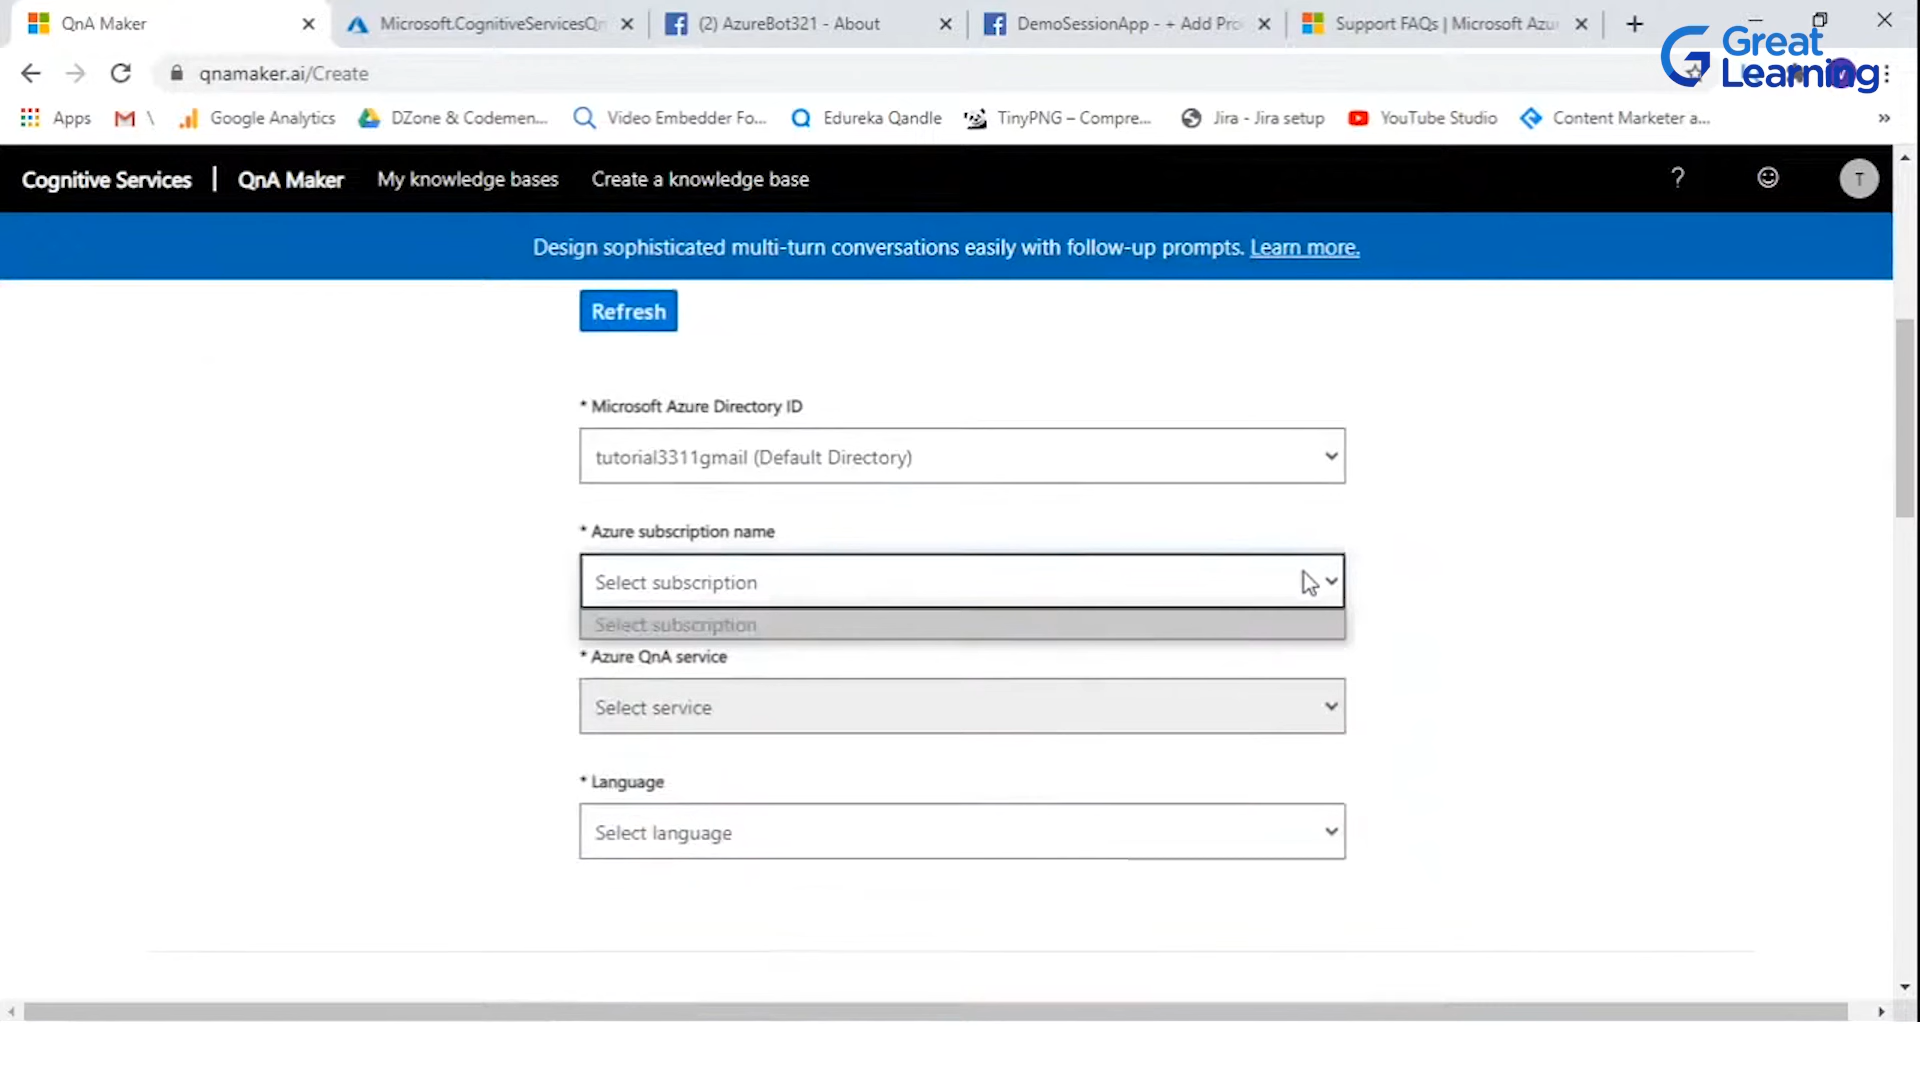 QnA Maker
Microsoft.CognitiveServicesQn
(2) AzureBot321 - About
DemoSessionApp - + Add Pro
Support FAQs | Microsoft Azu
Great
Learning
qnamaker.ai/Create
Apps
\
Google Analytics
DZone & Codemen...
Video Embedder Fo...
Edureka Qandle
TinyPNG – Compre...
Jira - Jira setup
YouTube Studio
Content Marketer a...
»
Cognitive Services | QnA Maker My knowledge bases Create a knowledge base ? T
Design sophisticated multi-turn conversations easily with follow-up prompts. Learn more.
Refresh
* Microsoft Azure Directory ID
tutorial3311gmail (Default Directory)
* Azure subscription name
Select subscription
Select subscription
* Azure QnA service
Select service
* Language
Select language